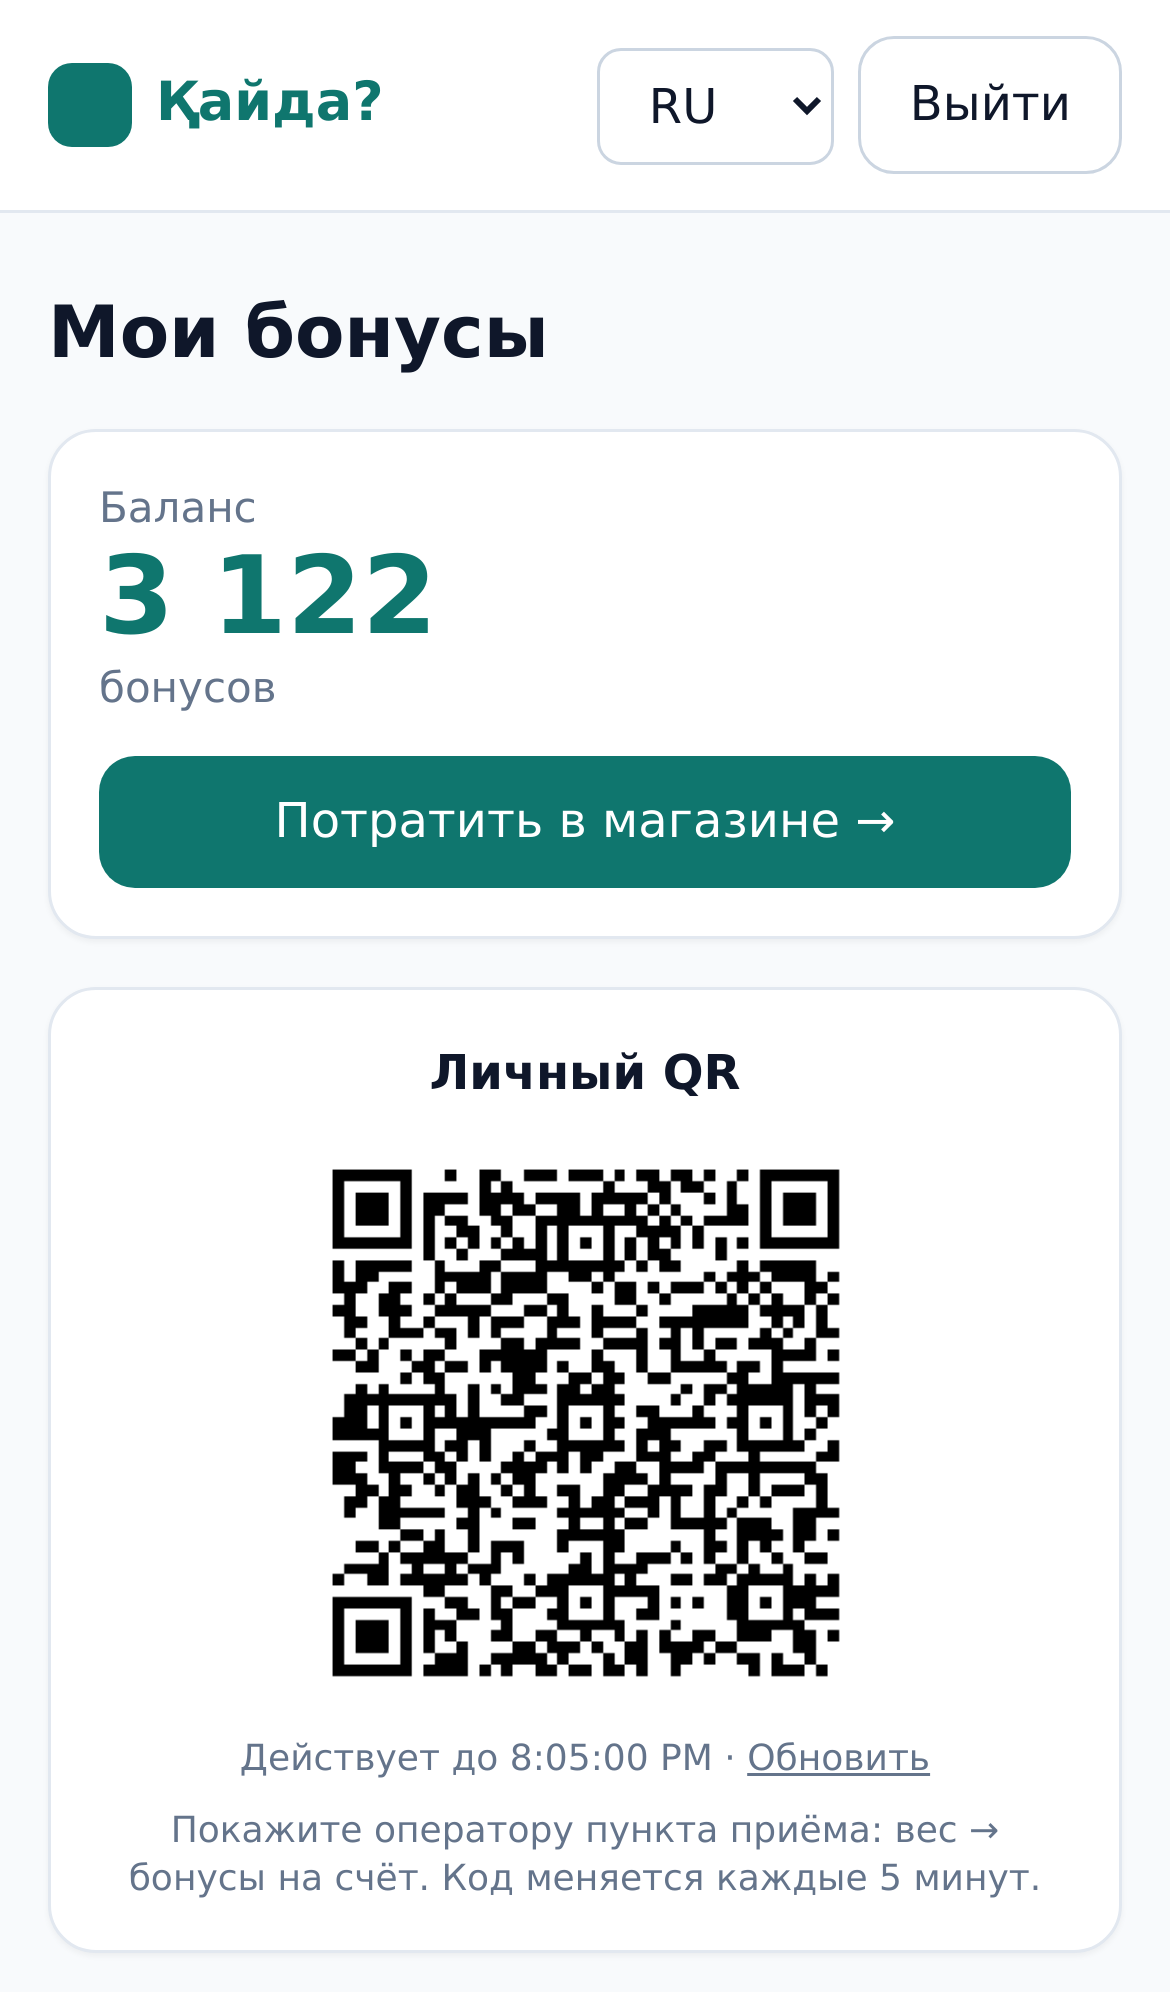 Қайда?
RU
Выйти
Мои бонусы
Баланс
3 122
бонусов
Потратить в магазине →
Личный QR
Действует до 8:05:00 PM · Обновить
Покажите оператору пункта приёма: вес →
бонусы на счёт. Код меняется каждые 5 минут.